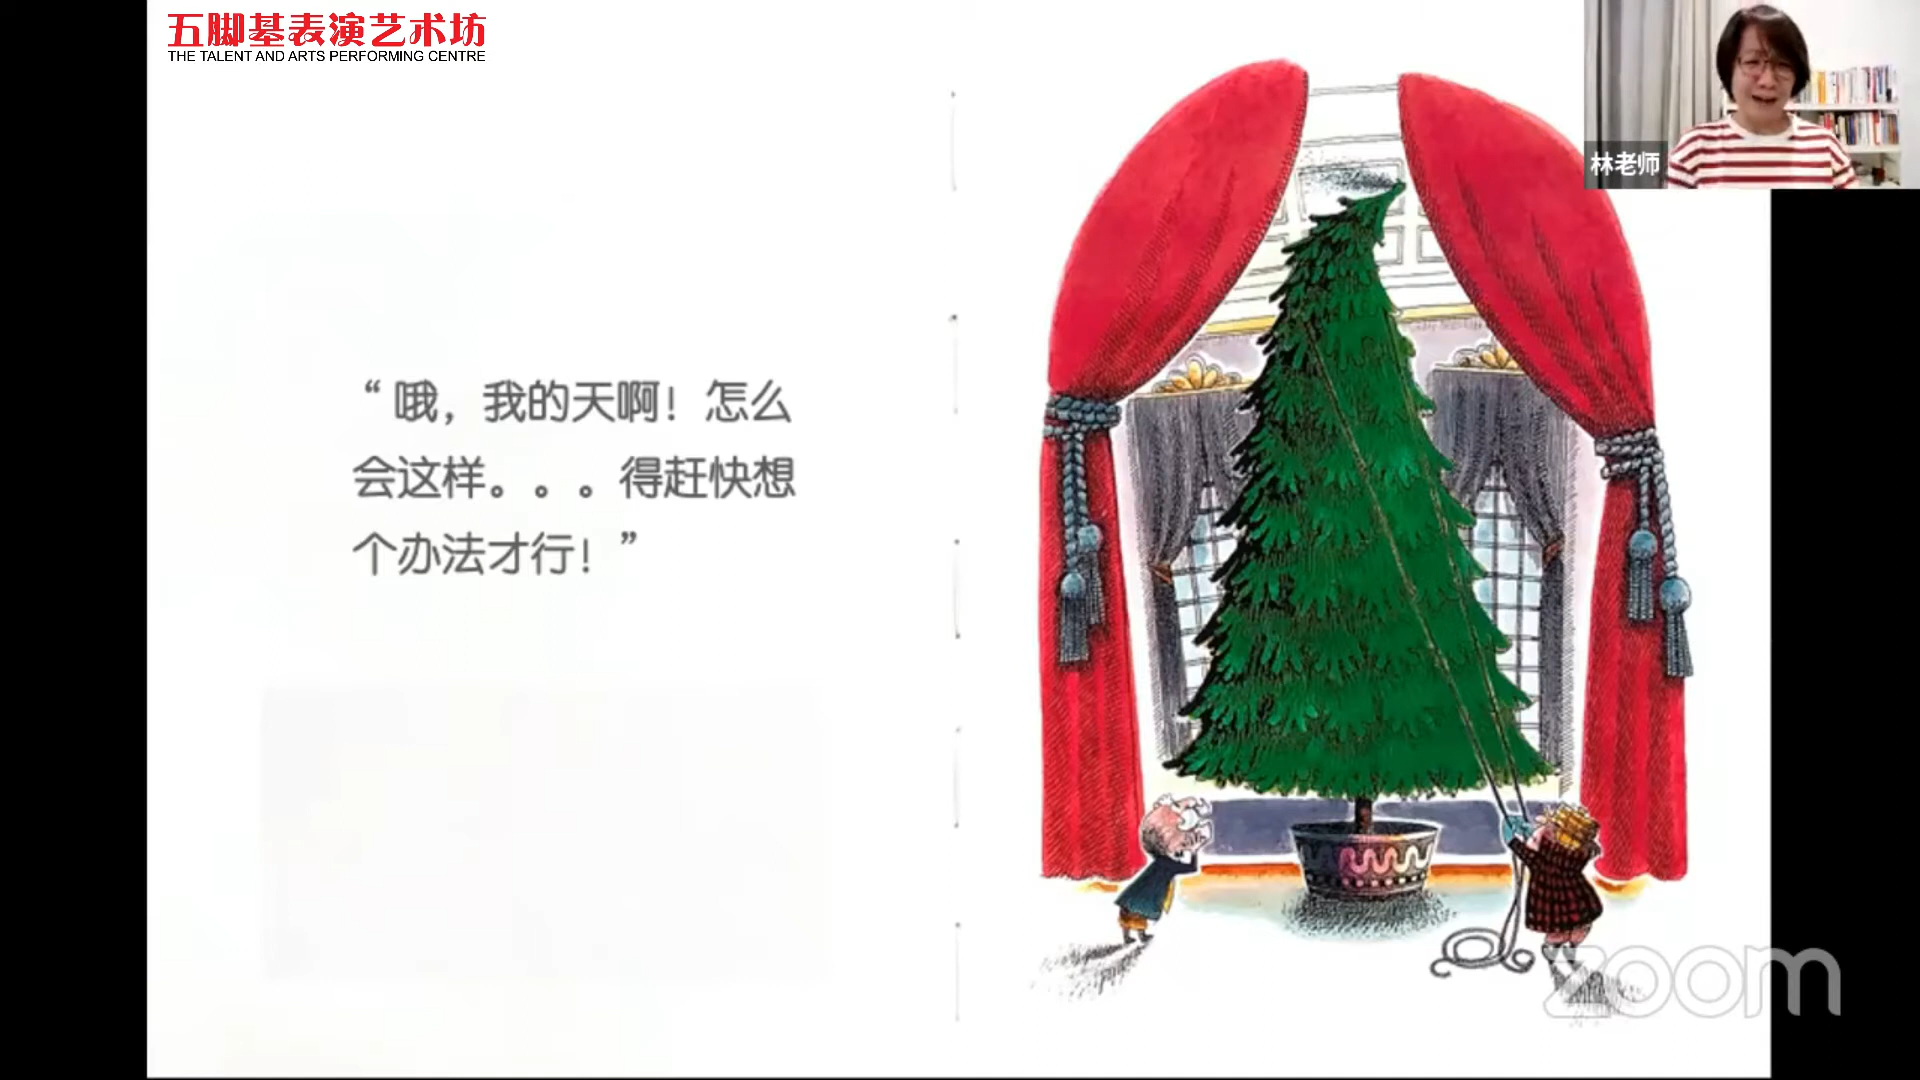 五脚基表演艺术坊
THE TALENT AND ARTS PERFORMING CENTRE
林老师
“哦，我的天啊！怎么
会这样。。。得赶快想
个办法才行！”
zoom